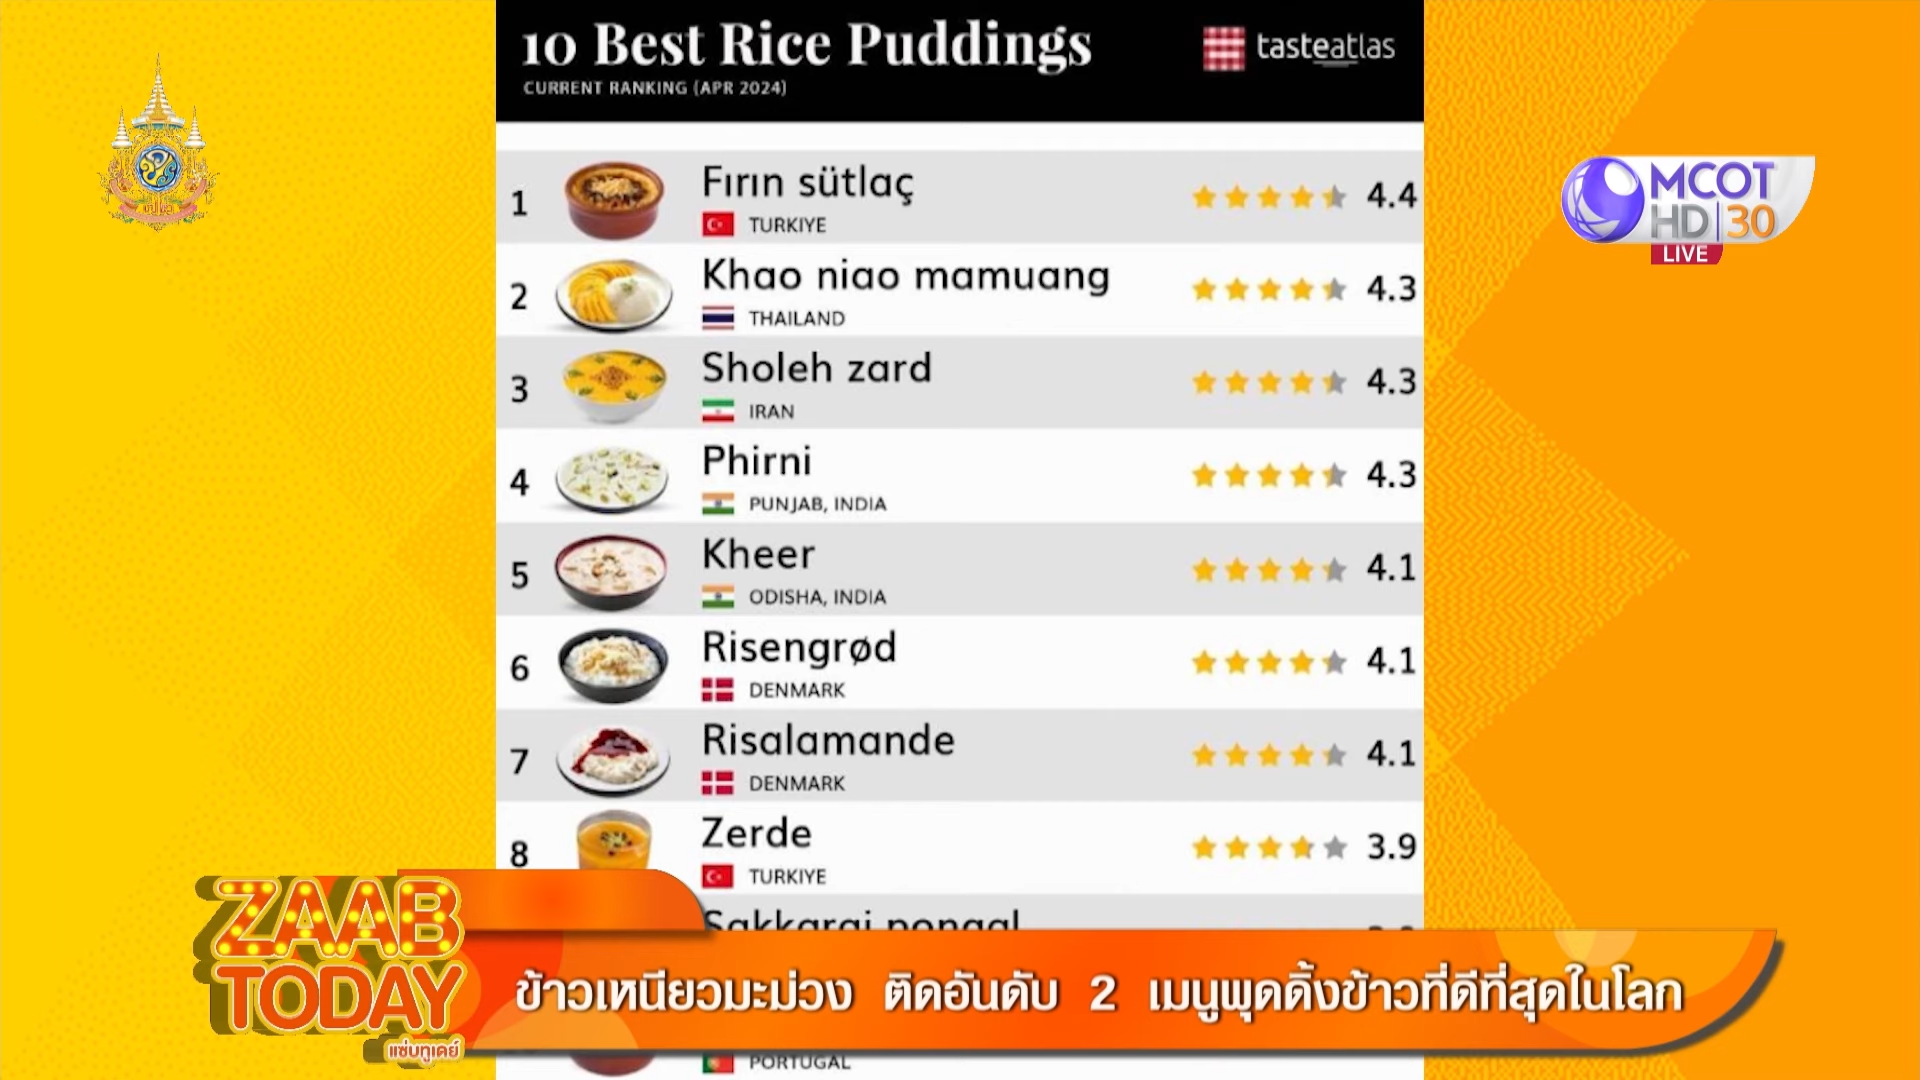 10 Best Rice Puddings
tasteatlas
CURRENT RANKING (APR 2024)
MCOT
HD 30
LIVE
1 Fırın sütlaç 4.4
TURKIYE
2 Khao niao mamuang 4.3
THAILAND
3 Sholeh zard 4.3
IRAN
4 Phirni 4.3
PUNJAB, INDIA
5 Kheer 4.1
ODISHA, INDIA
6 Risengrød 4.1
DENMARK
7 Risalamande 4.1
DENMARK
8 Zerde 3.9
TURKIYE
Sakkarai pongal
ZAAB
TODAY
แซ่บทูเดย์
ข้าวเหนียวมะม่วง ติดอันดับ 2 เมนูพุดดิ้งข้าวที่ดีที่สุดในโลก
PORTUGAL